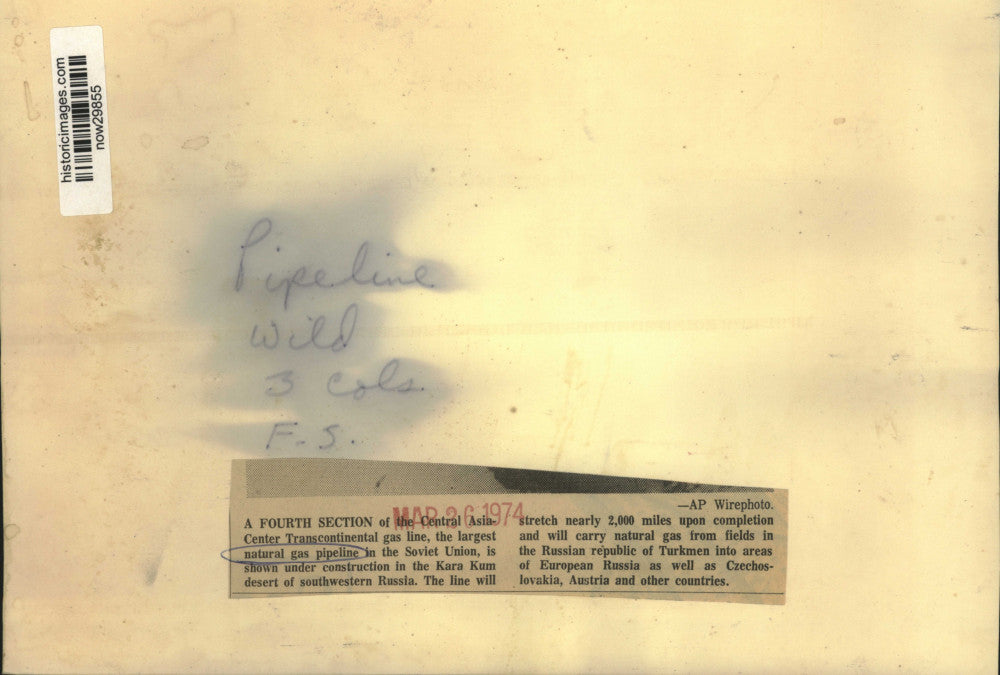 historicimages.com
now29855
Pipeline
Wild
3 cols.
F.S.
—AP Wirephoto.
MAR 26 1974
A FOURTH SECTION of the Central Asia-
Center Transcontinental gas line, the largest
natural gas pipeline in the Soviet Union, is
shown under construction in the Kara Kum
desert of southwestern Russia. The line will
stretch nearly 2,000 miles upon completion
and will carry natural gas from fields in
the Russian republic of Turkmen into areas
of European Russia as well as Czechos-
lovakia, Austria and other countries.